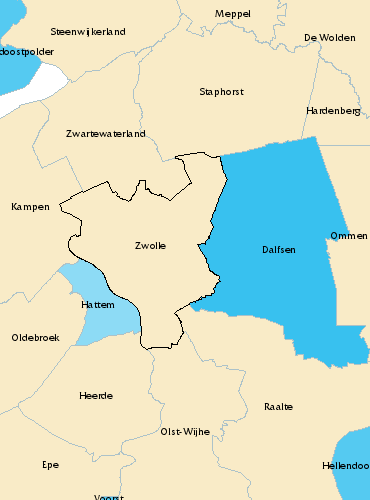 Meppel
Steenwijkerland
De Wolden
doostpolder
Staphorst
Hardenberg
Zwartewaterland
Kampen
Ommen
Zwolle
Dalfsen
Hattem
Oldebroek
Heerde
Raalte
Olst-Wijhe
Epe
Hellendoo
Voorst